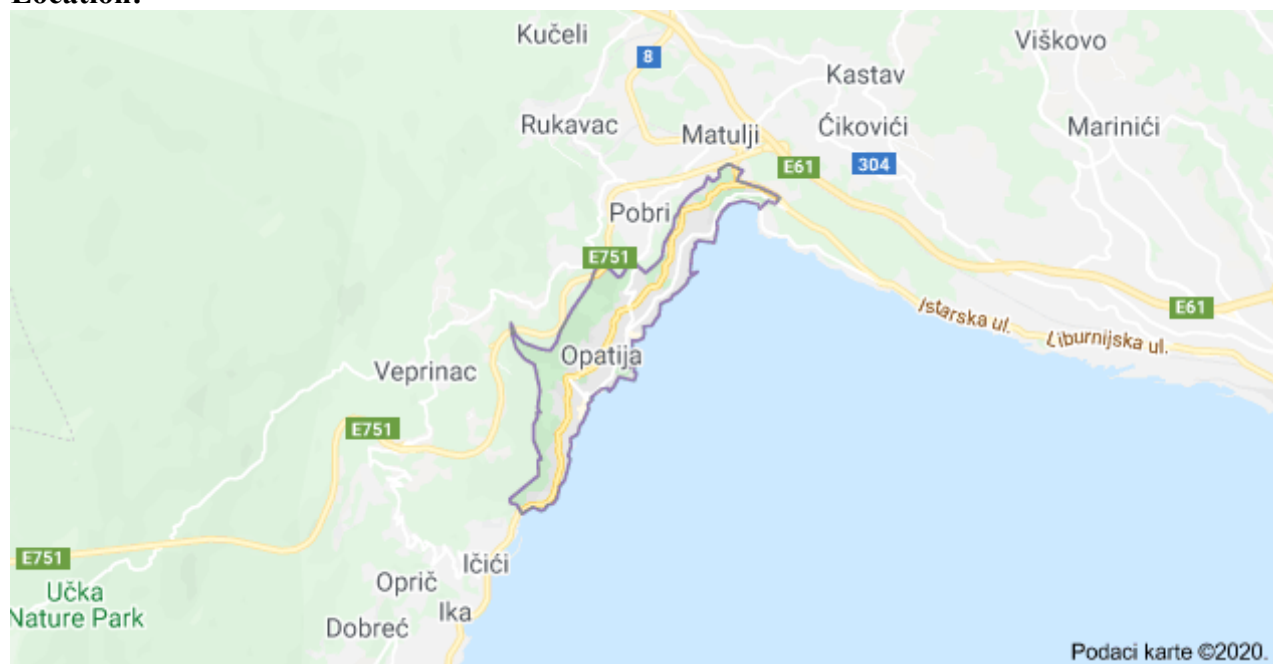 Location:
Kučeli
8
Viškovo
Kastav
Rukavac
Matulji
Ćikovići
Marinići
E61
304
Pobri
E751
E61
Istarska ul.
Liburnijska ul.
Opatija
Veprinac
E751
E751
Učka
Nature Park
Ičići
Oprič
Ika
Dobreć
Podaci karte ©2020.